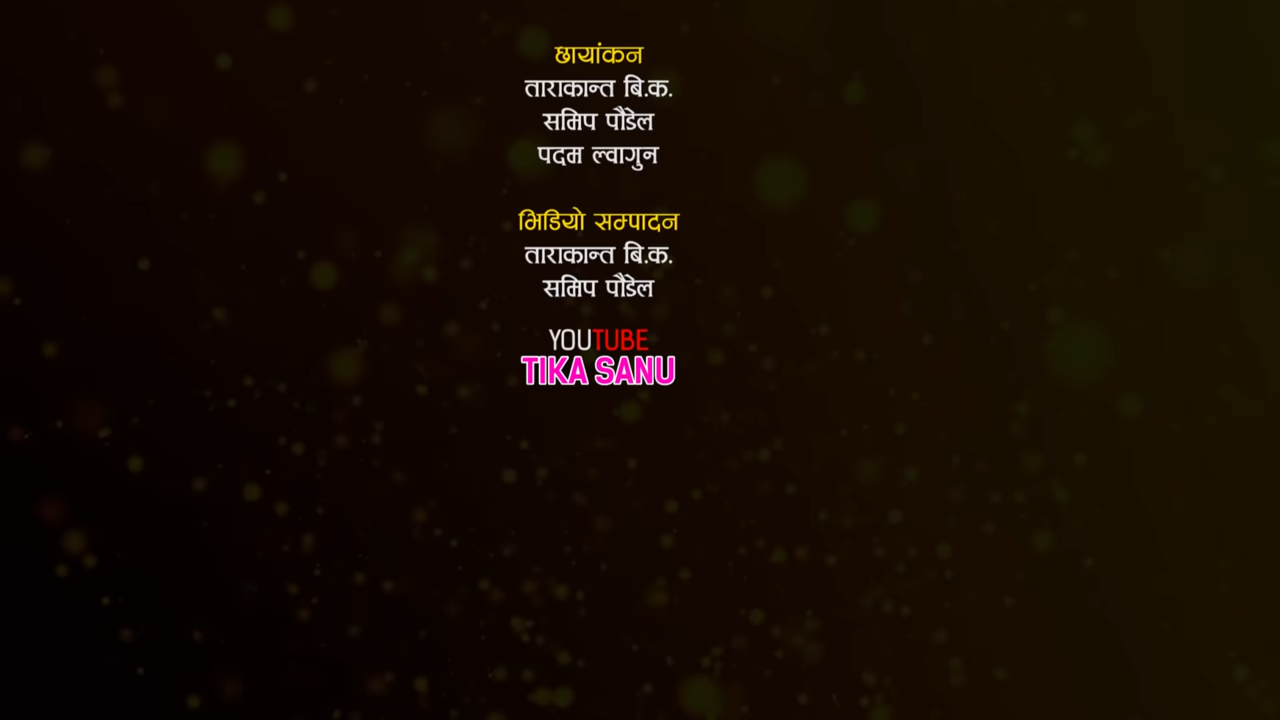 छायांकन
ताराकान्त बि.क.
समिप पौडेल
पदम ल्वागुन
भिडियो सम्पादन
ताराकान्त बि.क.
समिप पौडेल
YOUTUBE
TIKA SANU